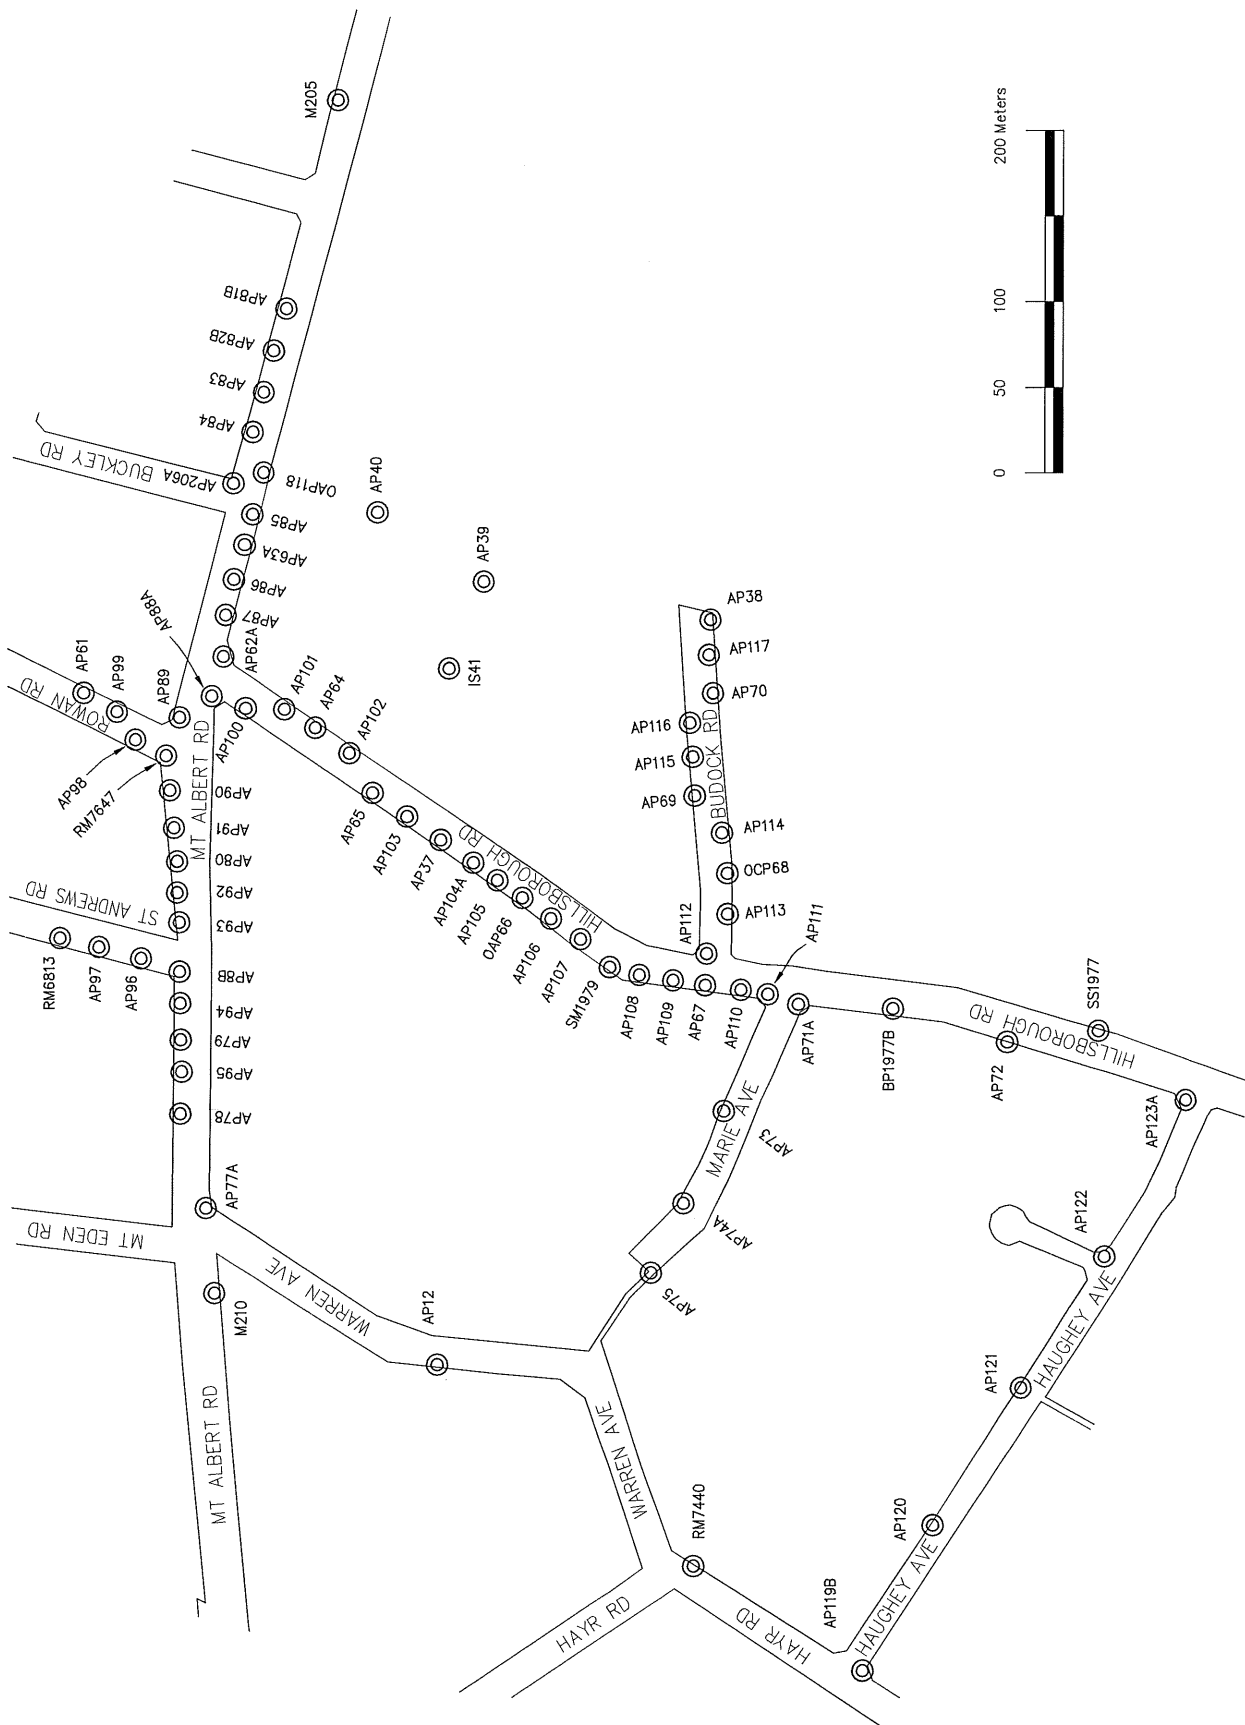 M205
200 Meters
100
50
0
AP81B
AP82B
AP83
AP84
BUCKLEY RD
AP206A
OAP118
AP85
AP63A
AP86
AP87
AP88A
AP62A
AP40
AP39
IS41
AP61
AP99
AP89
ROWAN RD
AP98
RM7647
AP100
AP101
AP64
AP102
MT ALBERT RD
AP90
AP91
AP80
AP92
AP93
ST ANDREWS RD
AP65
AP103
AP37
AP104A
AP105
OAP66
AP106
AP107
SM1979
HILLSBOROUGH RD
AP38
AP117
AP70
AP116
AP115
AP69
BUDOCK RD
AP114
OCP68
AP113
AP112
AP111
RM6813
AP97
AP96
AP8B
AP94
AP79
AP95
AP78
AP108
AP109
AP67
AP110
AP71A
BP1977B
AP72
SS1977
HILLSBOROUGH RD
AP123A
MARIE AVE
AP73
AP74A
AP75
AP77A
MT EDEN RD
M210
WARREN AVE
AP12
MT ALBERT RD
WARREN AVE
AP122
HAUGHEY AVE
AP121
AP120
RM7440
HAYR RD
HAYR RD
AP119B
HAUGHEY AVE